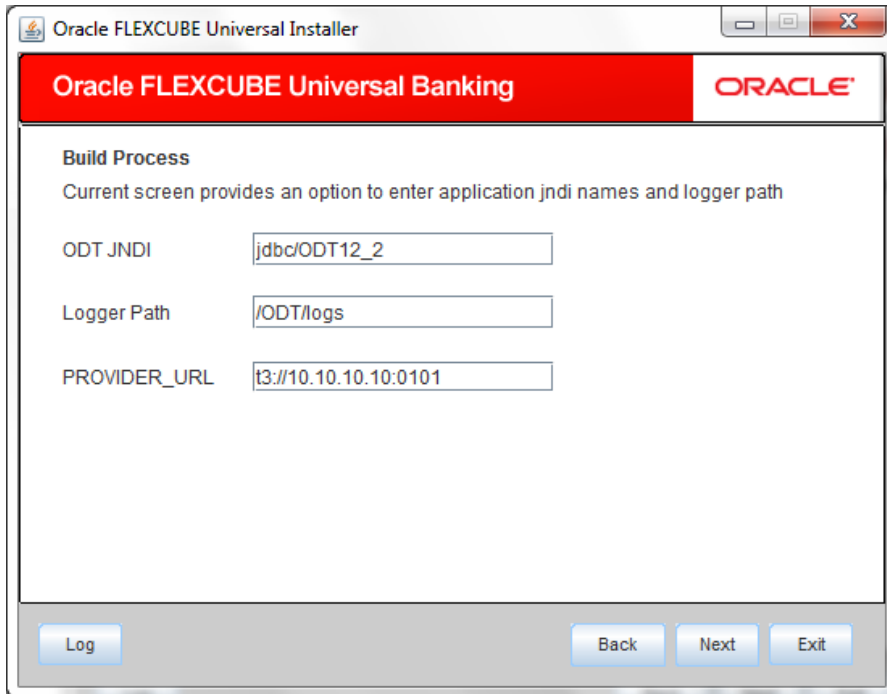 Oracle FLEXCUBE Universal Installer
Oracle FLEXCUBE Universal Banking
ORACLE
Build Process
Current screen provides an option to enter application jndi names and logger path
ODT JNDI jdbc/ODT12_2
Logger Path /ODT/logs
PROVIDER_URL t3://10.10.10.10:0101
Log Back Next Exit